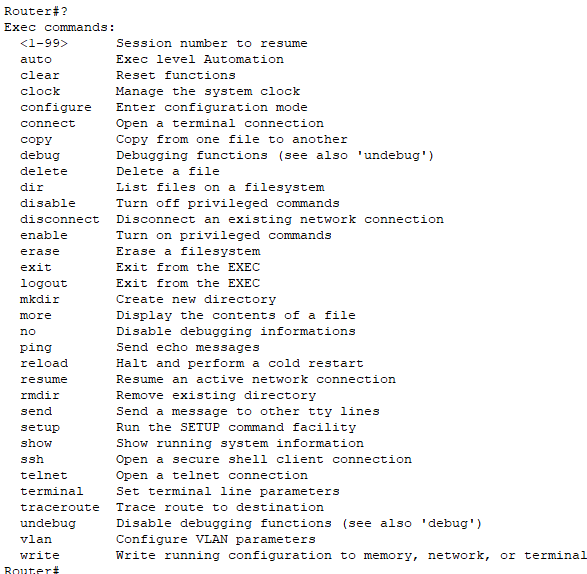 Router#?
Exec commands:
  <1-99>      Session number to resume
  auto        Exec level Automation
  clear       Reset functions
  clock       Manage the system clock
  configure   Enter configuration mode
  connect     Open a terminal connection
  copy        Copy from one file to another
  debug       Debugging functions (see also 'undebug')
  delete      Delete a file
  dir         List files on a filesystem
  disable     Turn off privileged commands
  disconnect  Disconnect an existing network connection
  enable      Turn on privileged commands
  erase       Erase a filesystem
  exit        Exit from the EXEC
  logout      Exit from the EXEC
  mkdir       Create new directory
  more        Display the contents of a file
  no          Disable debugging informations
  ping        Send echo messages
  reload      Halt and perform a cold restart
  resume      Resume an active network connection
  rmdir       Remove existing directory
  send        Send a message to other tty lines
  setup       Run the SETUP command facility
  show        Show running system information
  ssh         Open a secure shell client connection
  telnet      Open a telnet connection
  terminal    Set terminal line parameters
  traceroute  Trace route to destination
  undebug     Disable debugging functions (see also 'debug')
  vlan        Configure VLAN parameters
  write       Write running configuration to memory, network, or terminal
Router#